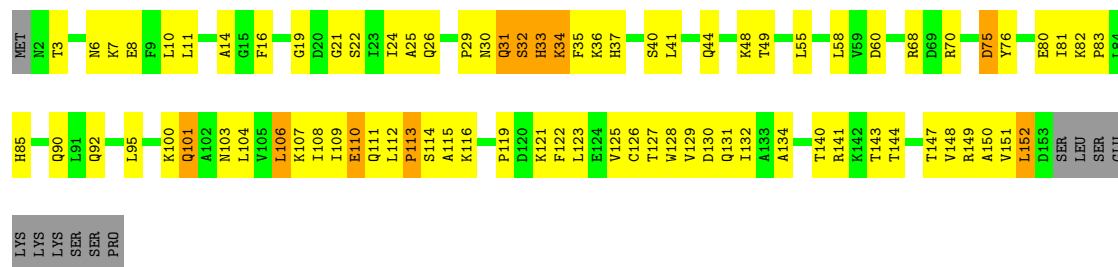 MET N2 T3 N6 K7 E8 F9 L10 L11 A14 G15 F16 G19 D20 G21 S22 I23 I24 A25 Q26 P29 N30 Q31 S32 H33 K34 F35 K36 H37 S40 L41 Q44 K48 T49 L55 L58 V59 D60 R68 D69 R70 D75 Y76 E80 I81 K82 P83 L84
H85 Q90 L91 Q92 L95 K100 Q101 A102 N103 L104 V105 L106 K107 I108 I109 E110 Q111 L112 P113 S114 A115 K116 P119 D120 K121 F122 L123 E124 V125 C126 T127 W128 V129 D130 Q131 I132 A133 A134 T140 R141 K142 T143 T144 T147 V148 R149 A150 V151 L152 D153 SER LEU SER GLU
LYS LYS LYS SER SER PRO